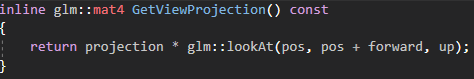 inline glm::mat4 GetViewProjection() const
{
    return projection * glm::lookAt(pos, pos + forward, up);
}